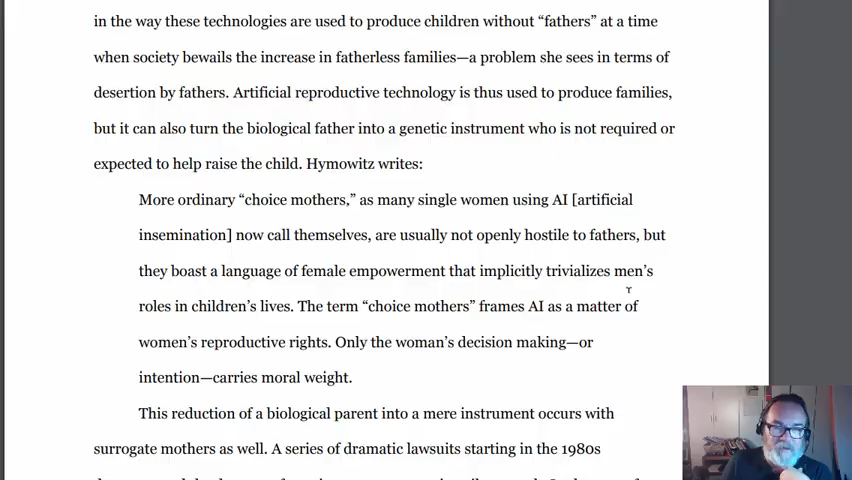 in the way these technologies are used to produce children without “fathers” at a time
when society bewails the increase in fatherless families—a problem she sees in terms of
desertion by fathers. Artificial reproductive technology is thus used to produce families,
but it can also turn the biological father into a genetic instrument who is not required or
expected to help raise the child. Hymowitz writes:
More ordinary “choice mothers,” as many single women using AI [artificial
insemination] now call themselves, are usually not openly hostile to fathers, but
they boast a language of female empowerment that implicitly trivializes men’s
roles in children’s lives. The term “choice mothers” frames AI as a matter of
women’s reproductive rights. Only the woman’s decision making—or
intention—carries moral weight.
This reduction of a biological parent into a mere instrument occurs with
surrogate mothers as well. A series of dramatic lawsuits starting in the 1980s